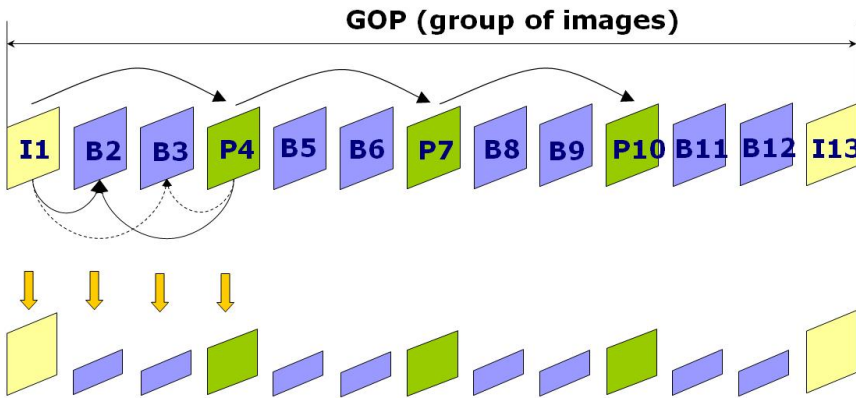 GOP (group of images)
I1 B2 B3 P4 B5 B6 P7 B8 B9 P10 B11 B12 I13